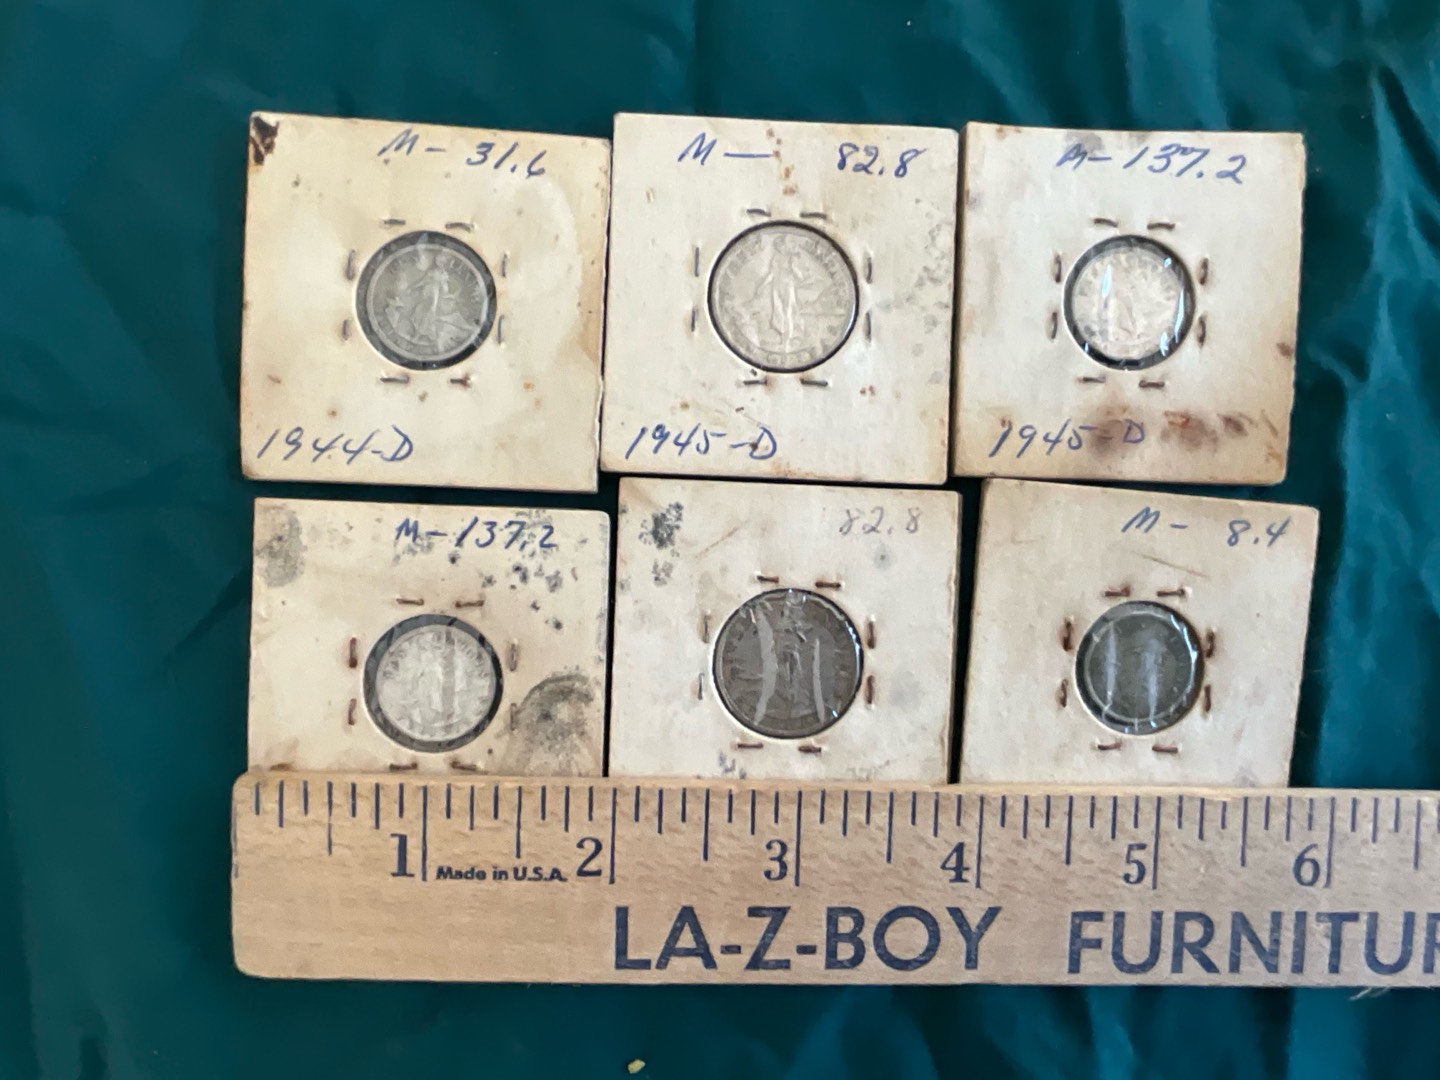 M- 31.6
1944-D
M— 82.8
1945-D
M-137.2
1945-D
M-137.2
82.8
M- 8.4
1 2 3 4 5 6
Made in U.S.A.
LA-Z-BOY FURNITUR